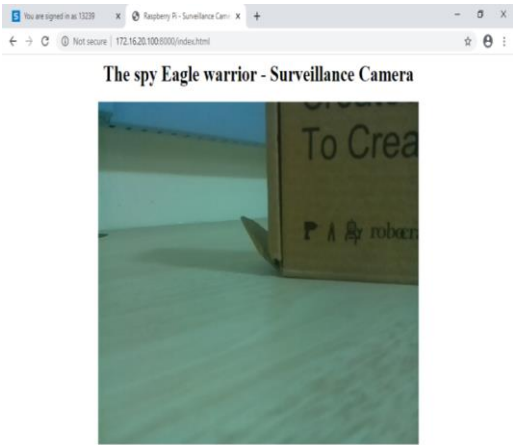 You are signed in as 13239
Raspberry Pi - Surveillance Cam
Not secure
172.16.20.100:8000/index.html
The spy Eagle warrior - Surveillance Camera
To Crea